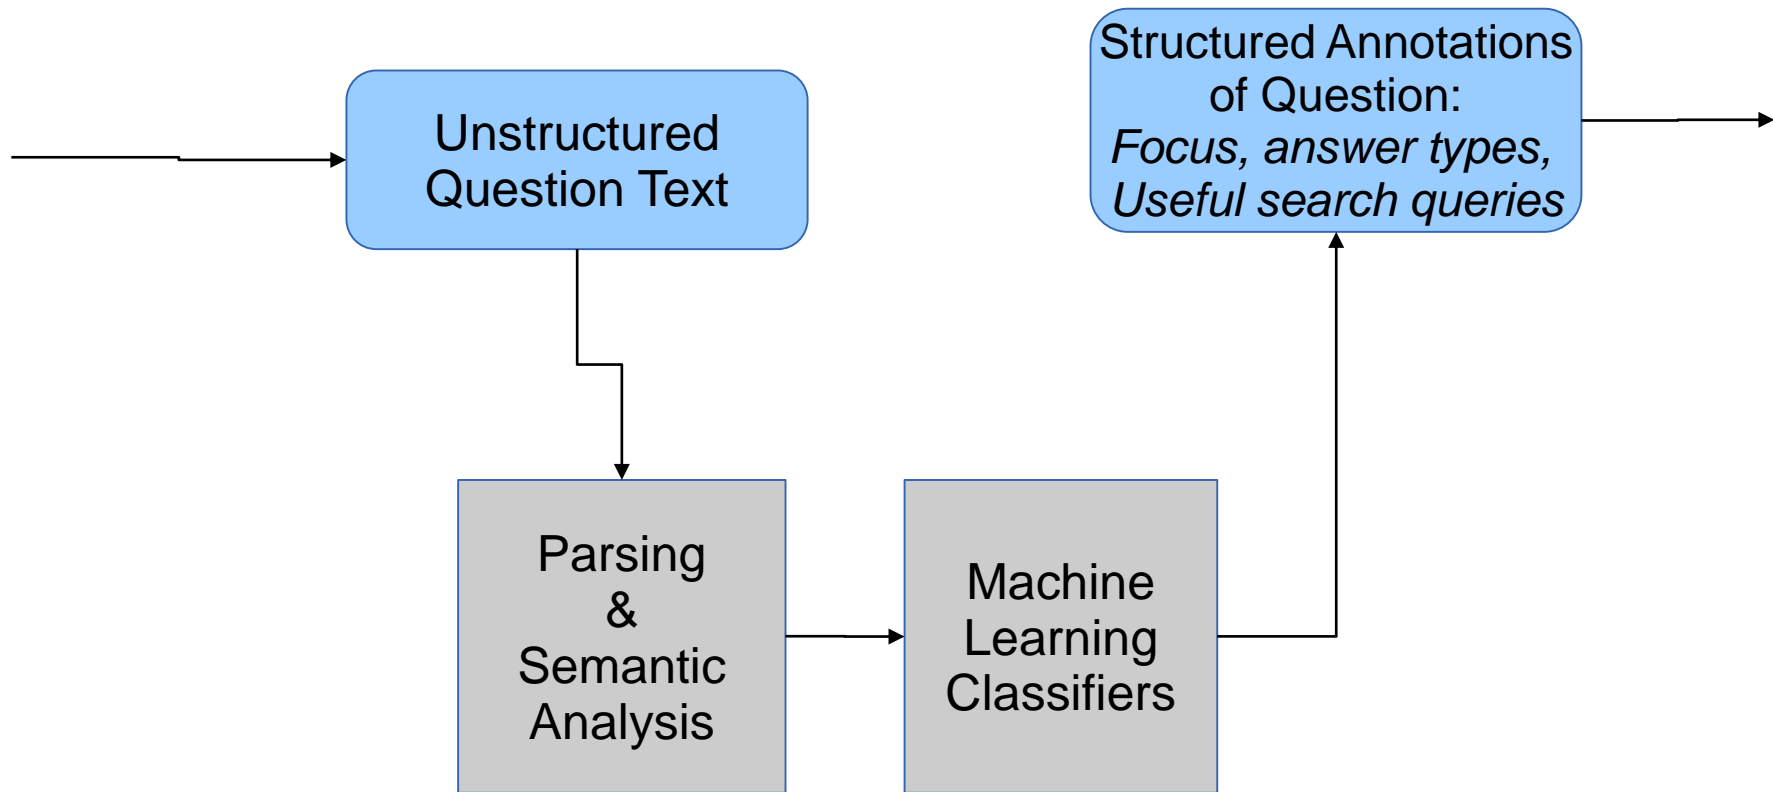 Unstructured
Question Text
Structured Annotations
of Question:
Focus, answer types,
Useful search queries
Parsing
&
Semantic
Analysis
Machine
Learning
Classifiers